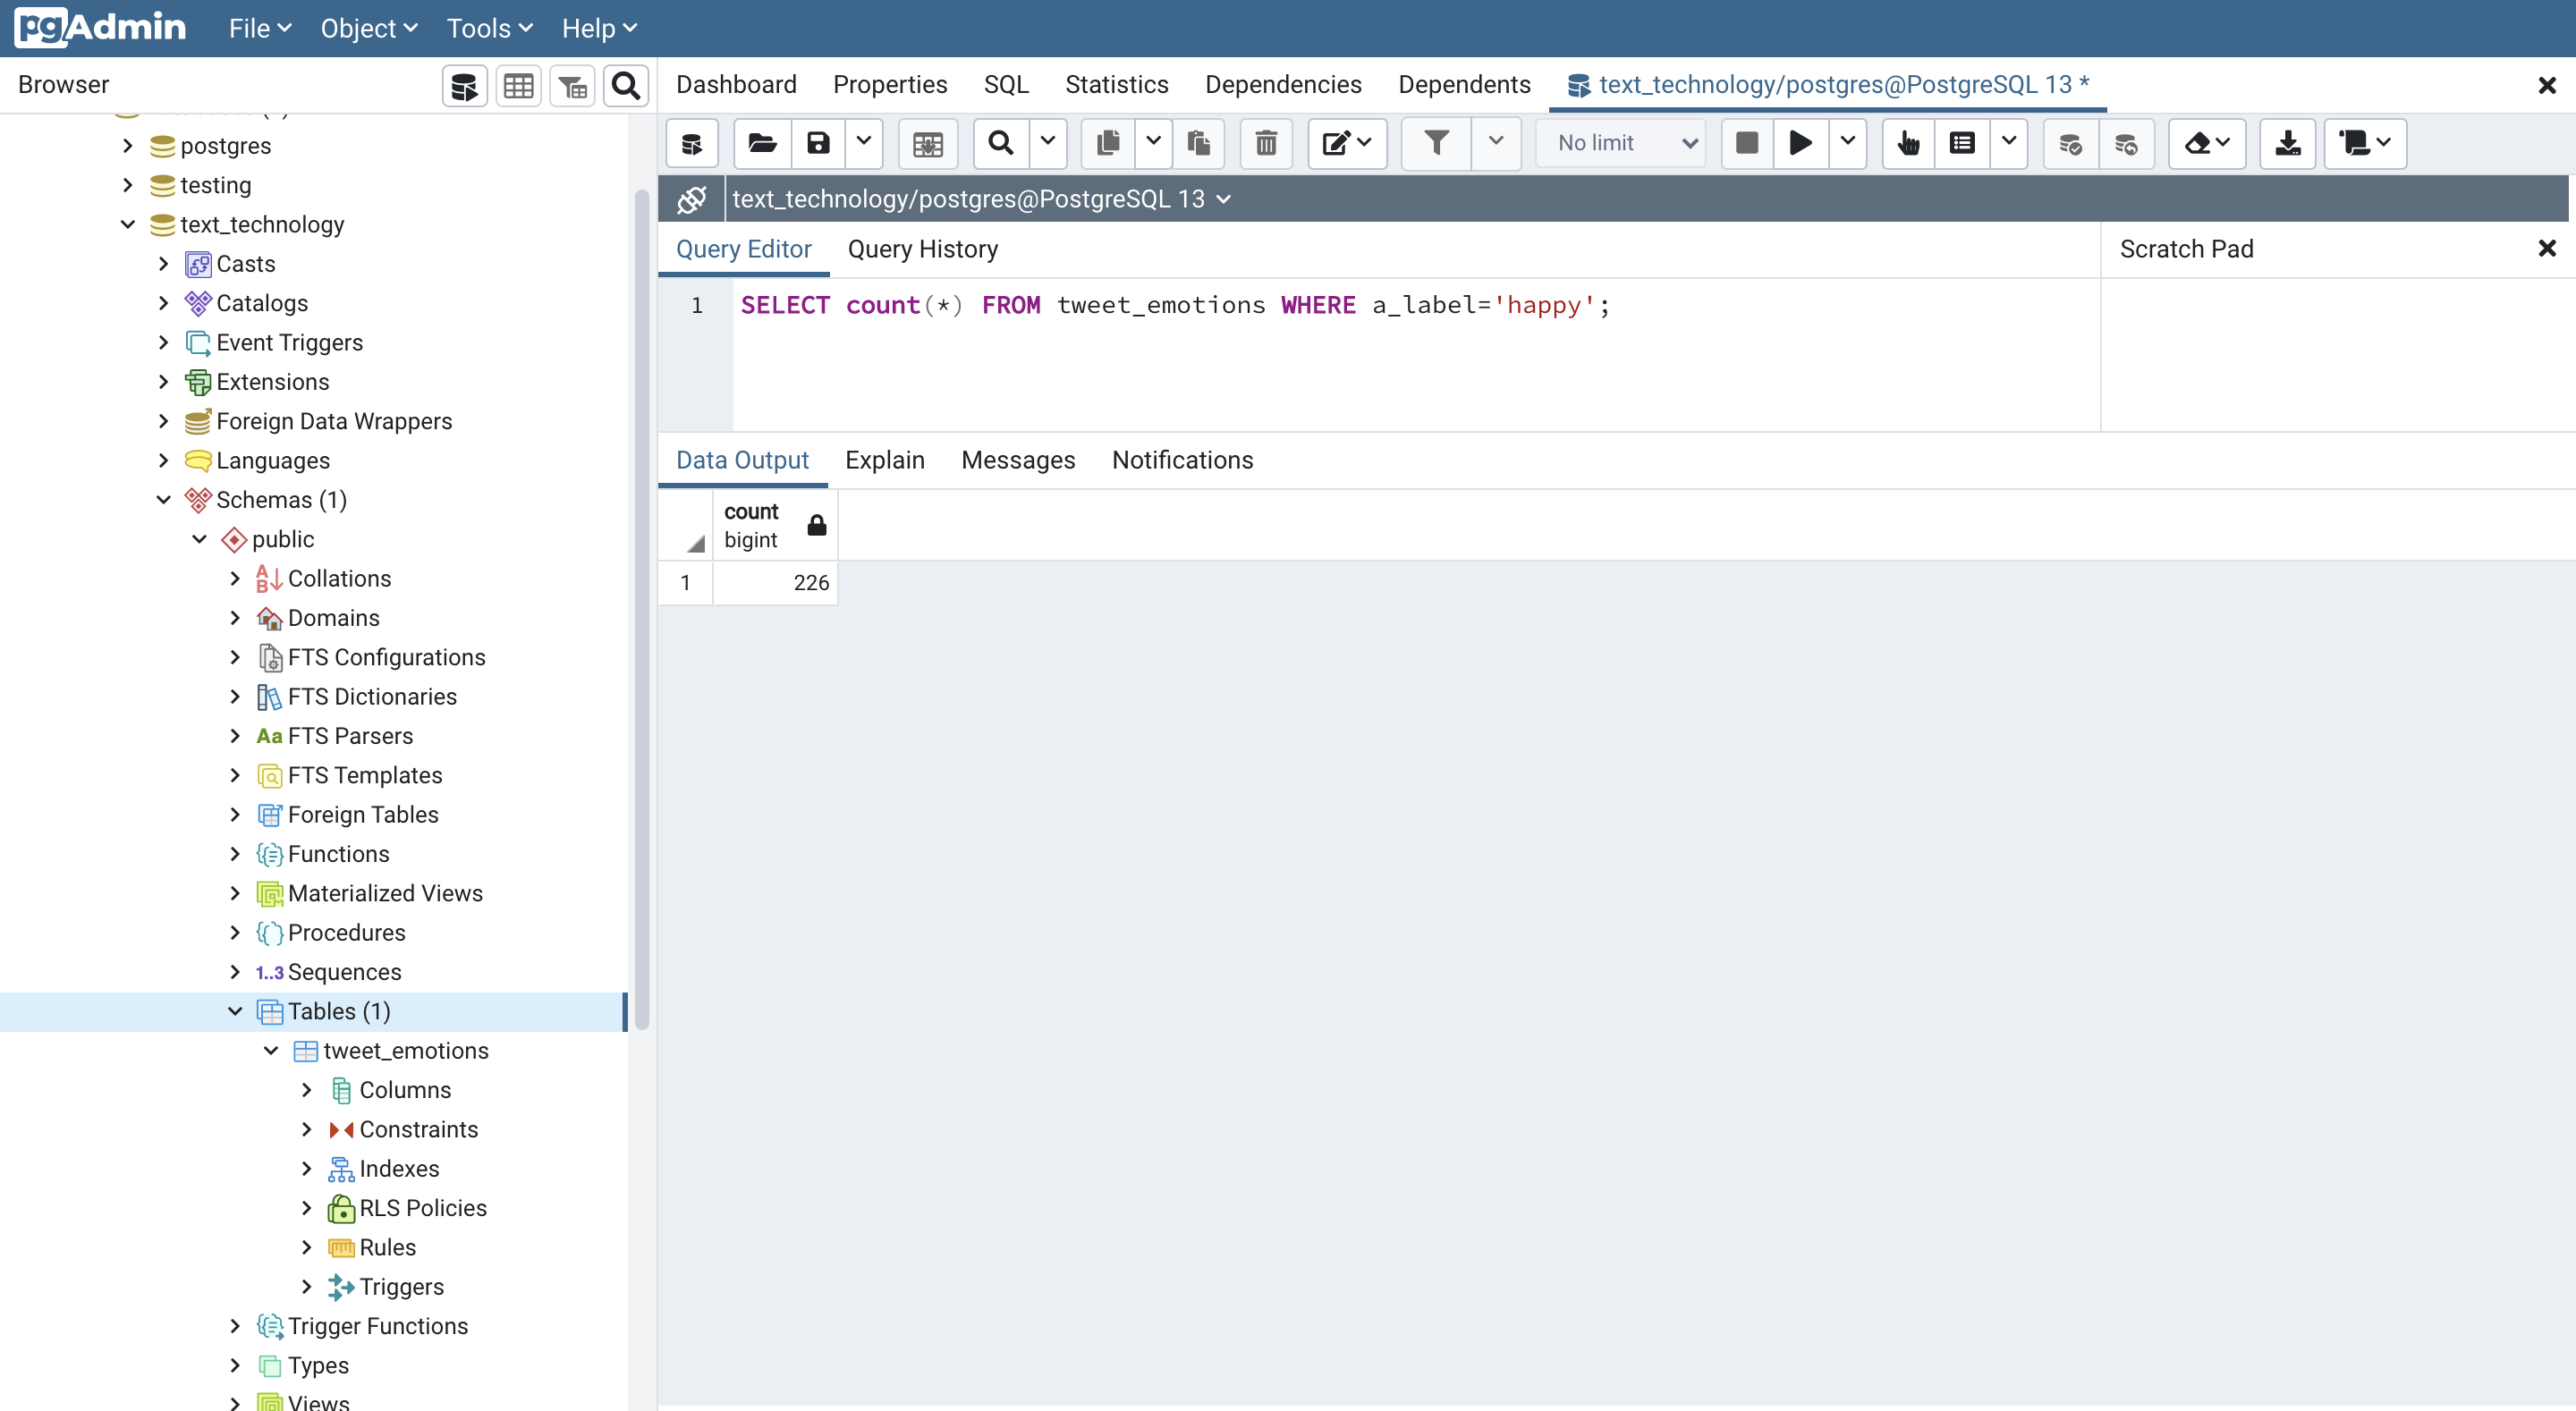 pgAdmin File Object Tools Help
Browser
Dashboard Properties SQL Statistics Dependencies Dependents text_technology/postgres@PostgreSQL 13 *
postgres
testing
text_technology
Casts
Catalogs
Event Triggers
Extensions
Foreign Data Wrappers
Languages
Schemas (1)
public
Collations
Domains
FTS Configurations
FTS Dictionaries
Aa FTS Parsers
FTS Templates
Foreign Tables
Functions
Materialized Views
Procedures
1..3 Sequences
Tables (1)
tweet_emotions
Columns
Constraints
Indexes
RLS Policies
Rules
Triggers
Trigger Functions
Types
Views
No limit
text_technology/postgres@PostgreSQL 13
Query Editor Query History
Scratch Pad
1 SELECT count(*) FROM tweet_emotions WHERE a_label='happy';
Data Output Explain Messages Notifications
count
bigint
1 226